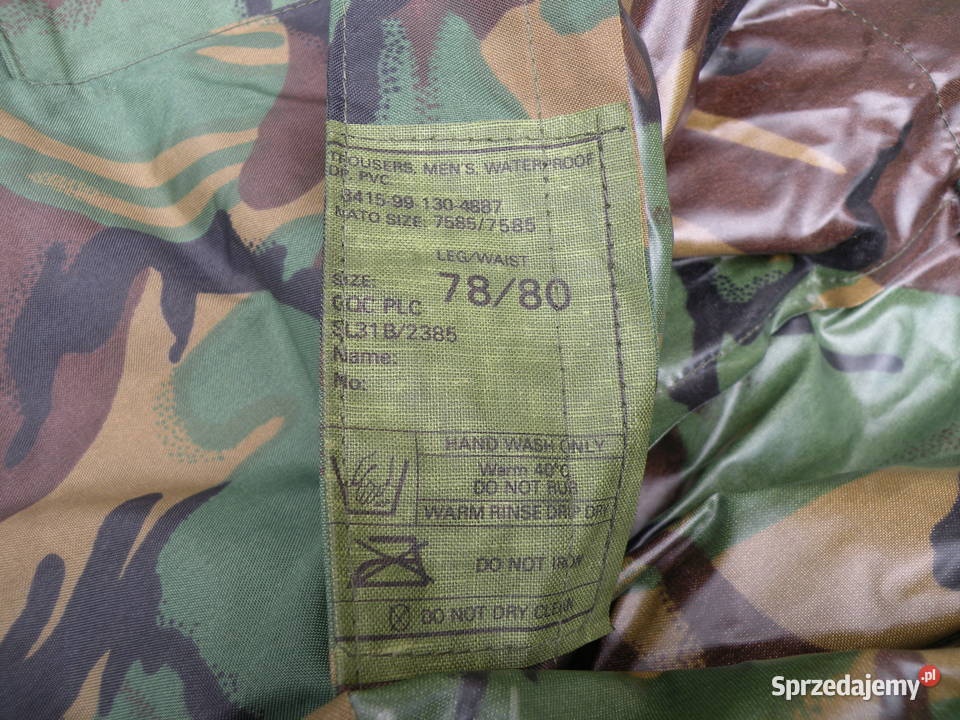 TROUSERS, MEN'S, WATERPROOF
DP. PVC
8415-99-130-4887
NATO SIZE: 7585/7585
LEG/WAIST
SIZE: 78/80
GQC PLC
SL31B/2385
Name:
No:
HAND WASH ONLY
Warm 40°C
DO NOT RUB
WARM RINSE DRIP DRY
DO NOT IRON
DO NOT DRY CLEAN
Sprzedajemy.pl